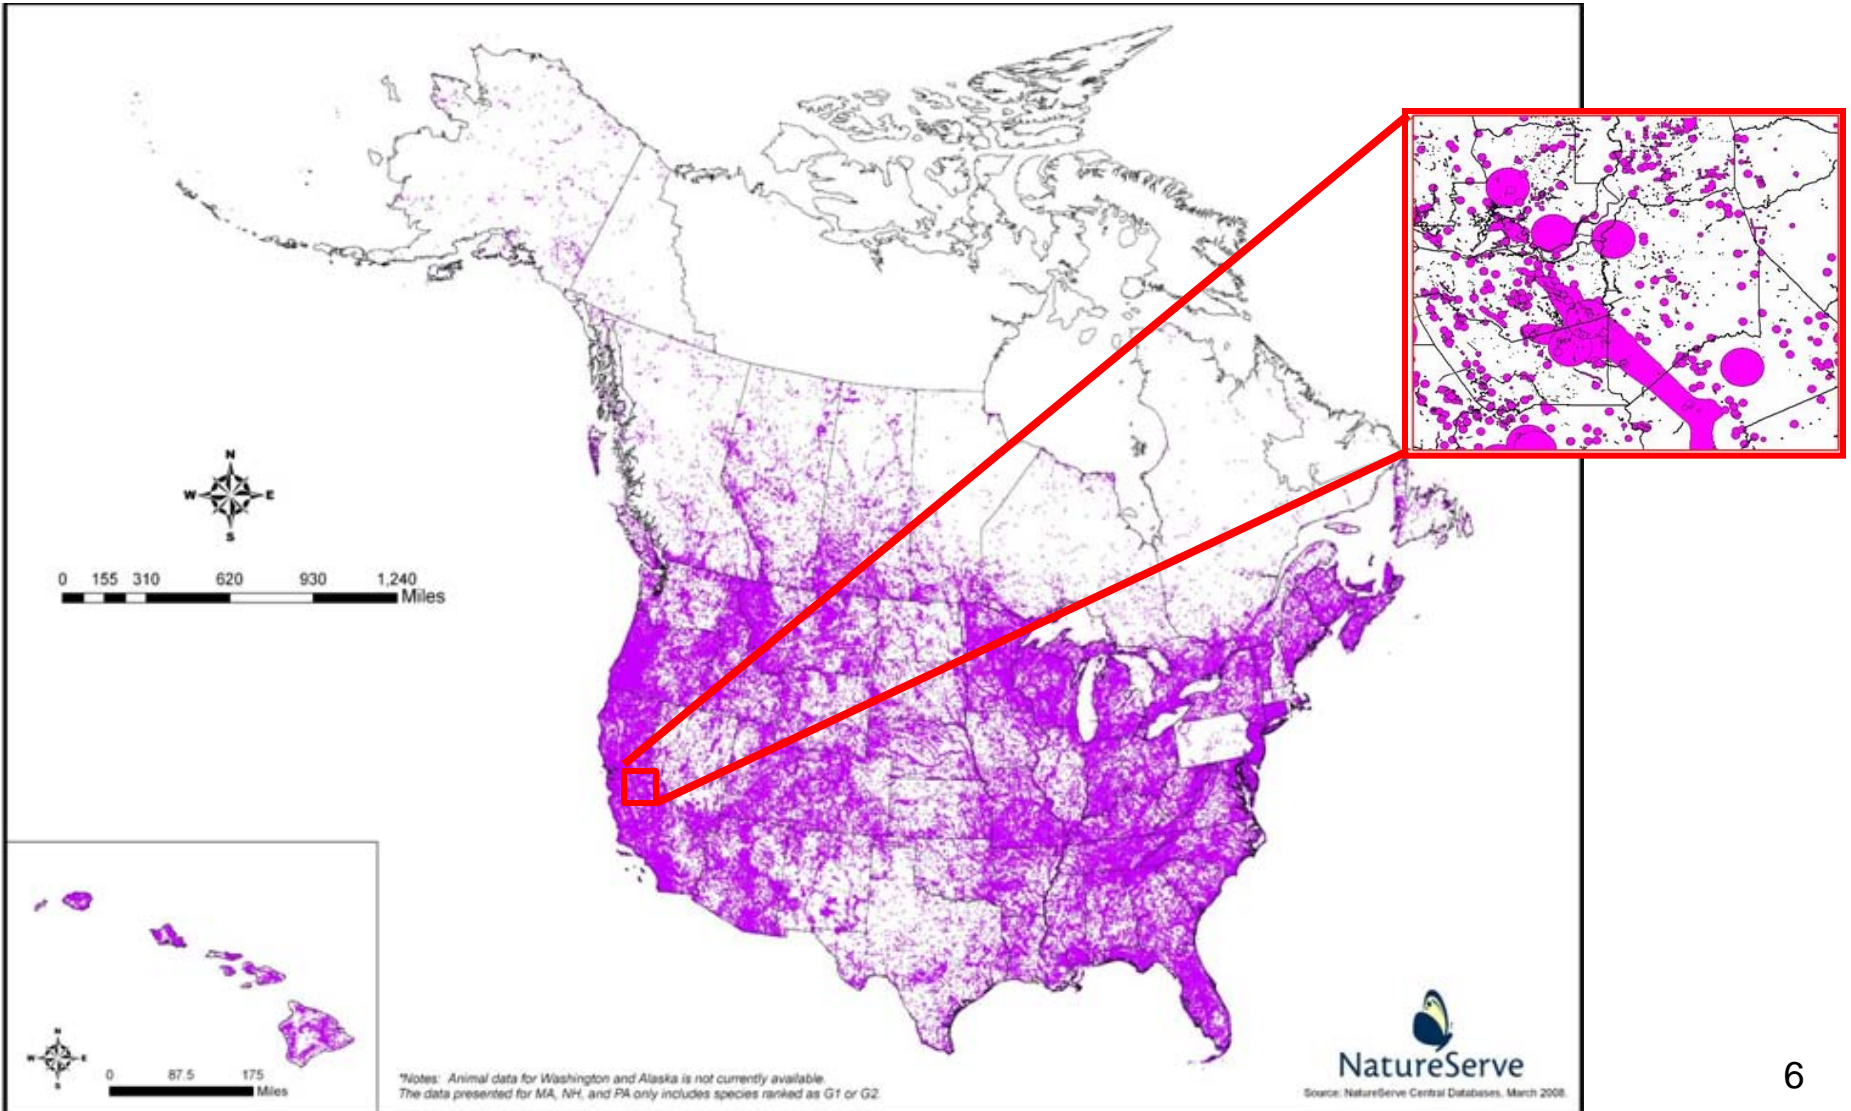 N
W E
S
0 155 310 620 930 1,240
Miles
N
W E
S
0 87.5 175
Miles
*Notes: Animal data for Washington and Alaska is not currently available.
The data presented for MA, NH, and PA only includes species ranked as G1 or G2.
NatureServe
Source: NatureServe Central Databases, March 2008.
6